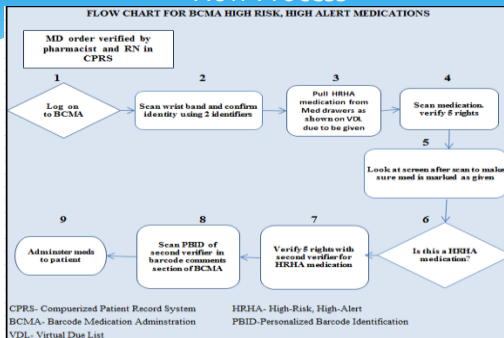 FLOW CHART FOR BCMA HIGH RISK, HIGH ALERT MEDICATIONS
MD order verified by
pharmacist and RN in
CPRS
1
Log on
to BCMA
2
Scan wrist band and confirm
identity using 2 identifiers
3
Pull HRHA
medication from
Med drawers as
shown on VDL
due to be given
4
Scan medication,
verify 5 rights
5
Look at screen after scan to make
sure med is marked as given
6
Is this a HRHA
medication?
7
Verify 5 rights with
second verifier for
HRHA medication
8
Scan PBID of
second verifier in
barcode comments
section of BCMA
9
Administer meds
to patient
CPRS- Compuerized Patient Record System
HRHA- High-Risk, High-Alert
BCMA- Barcode Medication Adminstration
PBID-Personalized Barcode Identification
VDL- Virtual Due List